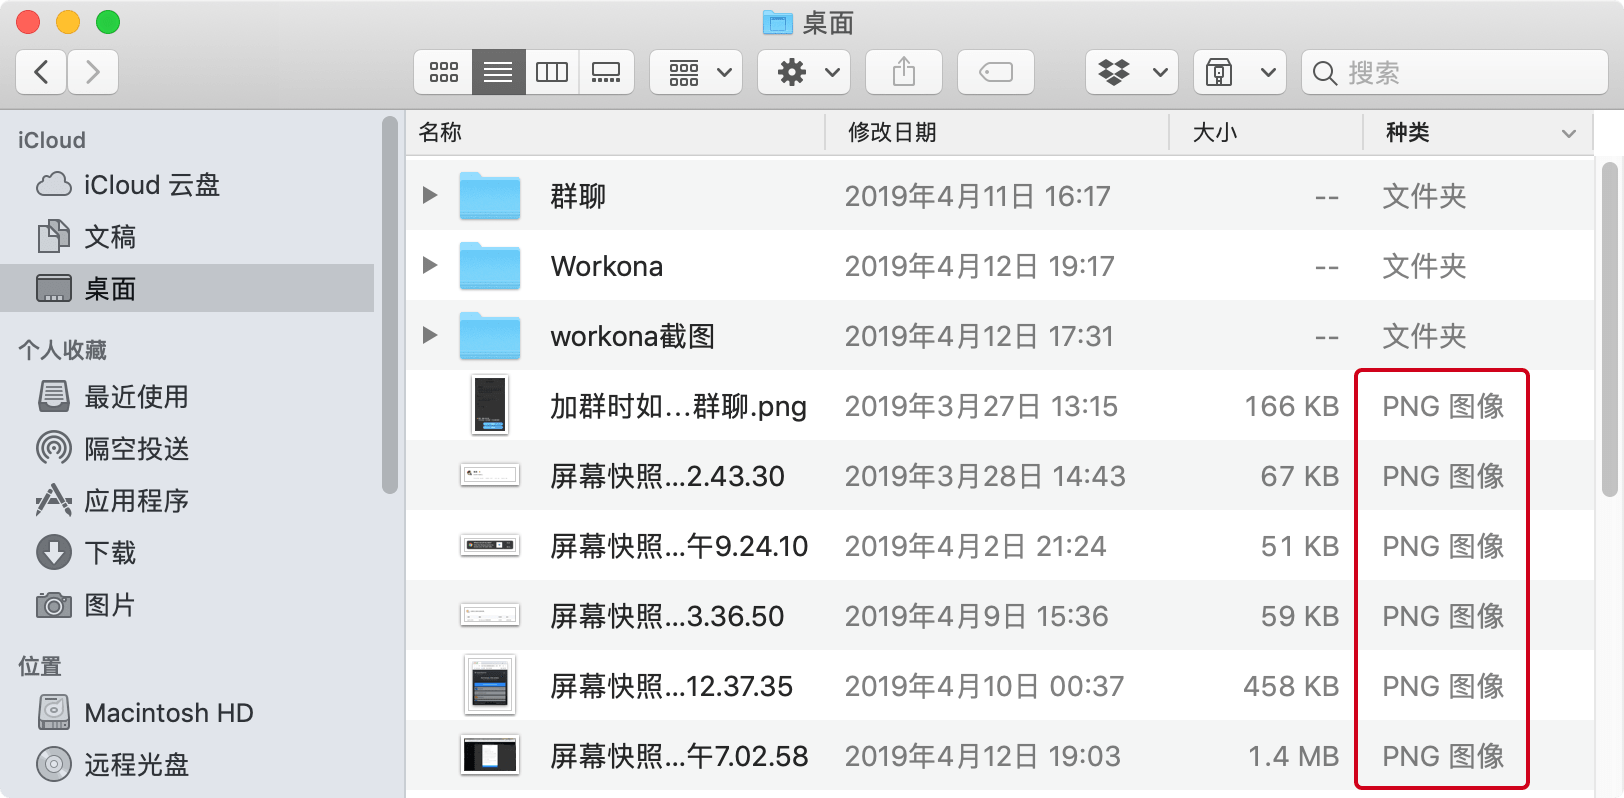 桌面
搜索
iCloud
iCloud 云盘
文稿
桌面
个人收藏
最近使用
隔空投送
应用程序
下载
图片
位置
Macintosh HD
远程光盘
名称 修改日期 大小 种类
群聊 2019年4月11日 16:17 -- 文件夹
Workona 2019年4月12日 19:17 -- 文件夹
workona截图 2019年4月12日 17:31 -- 文件夹
加群时如…群聊.png 2019年3月27日 13:15 166 KB PNG 图像
屏幕快照...2.43.30 2019年3月28日 14:43 67 KB PNG 图像
屏幕快照...午9.24.10 2019年4月2日 21:24 51 KB PNG 图像
屏幕快照...3.36.50 2019年4月9日 15:36 59 KB PNG 图像
屏幕快照...12.37.35 2019年4月10日 00:37 458 KB PNG 图像
屏幕快照...午7.02.58 2019年4月12日 19:03 1.4 MB PNG 图像